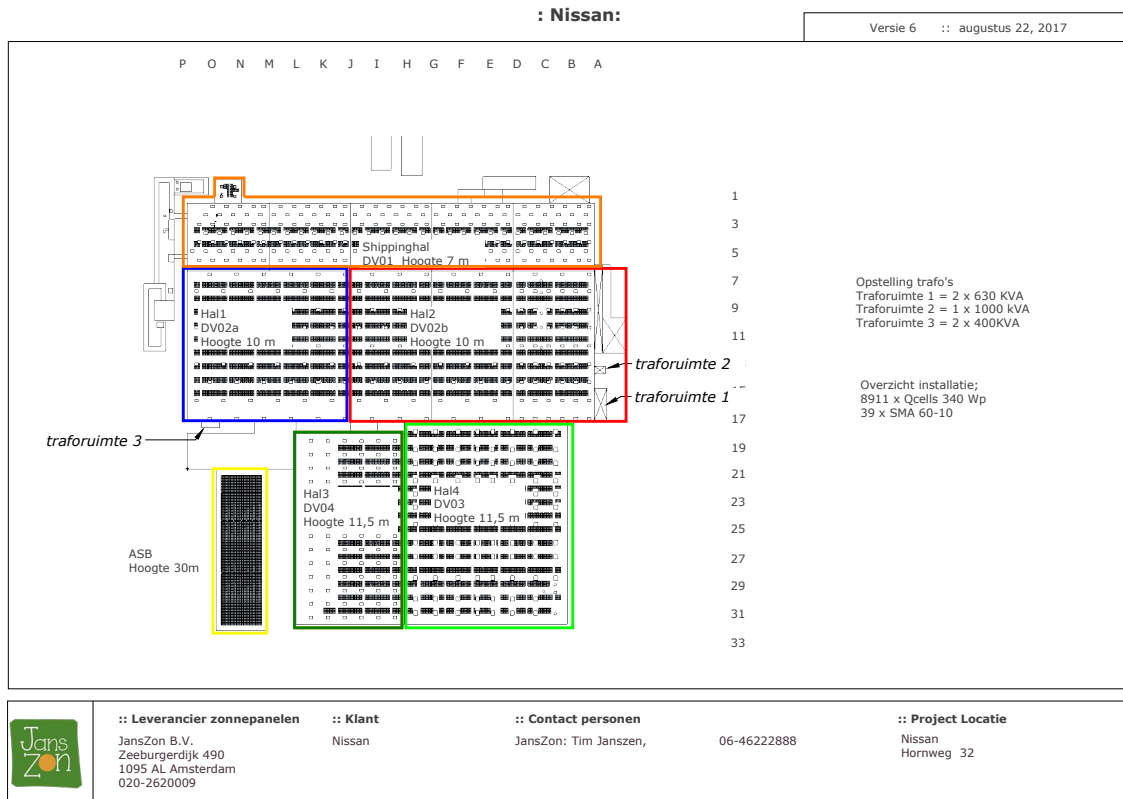 : Nissan:
Versie 6 :: augustus 22, 2017
P O N M L K J I H G F E D C B A
1
3
5
7
9
11
17
19
21
23
25
27
29
31
33
Shippinghal
DV01 Hoogte 7 m
Hal1
DV02a
Hoogte 10 m
Hal2
DV02b
Hoogte 10 m
traforuimte 2
traforuimte 1
traforuimte 3
Hal3
DV04
Hoogte 11,5 m
Hal4
DV03
Hoogte 11,5 m
ASB
Hoogte 30m
Opstelling trafo's
Traforuimte 1 = 2 x 630 KVA
Traforuimte 2 = 1 x 1000 kVA
Traforuimte 3 = 2 x 400KVA
Overzicht installatie;
8911 x Qcells 340 Wp
39 x SMA 60-10
Jans
Zon
:: Leverancier zonnepanelen
JansZon B.V.
Zeeburgerdijk 490
1095 AL Amsterdam
020-2620009
:: Klant
Nissan
:: Contact personen
JansZon: Tim Janszen, 06-46222888
:: Project Locatie
Nissan
Hornweg 32